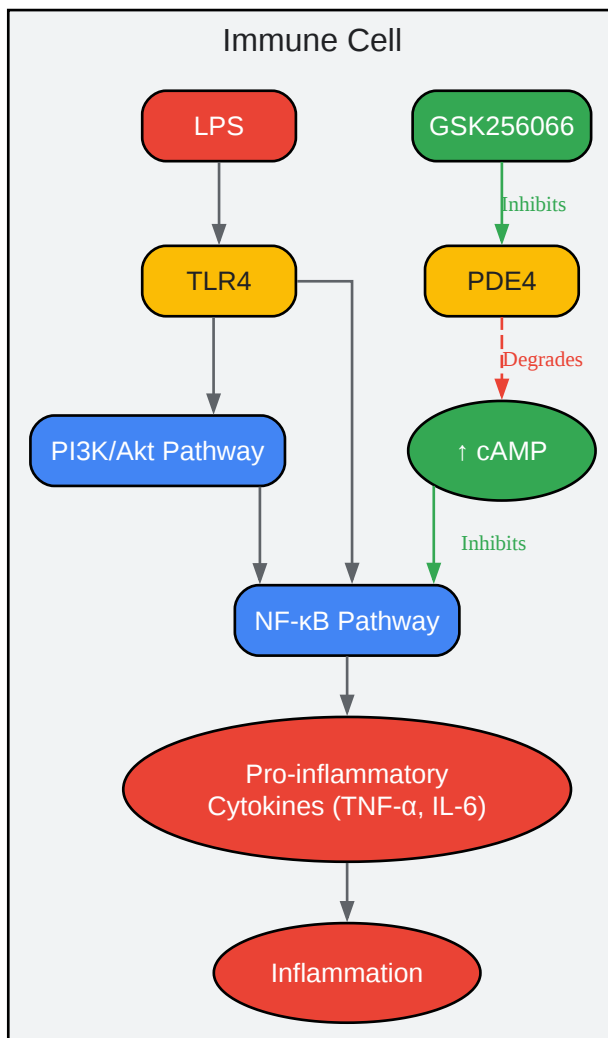 Immune Cell
LPS
GSK256066
Inhibits
TLR4
PDE4
Degrades
PI3K/Akt Pathway
↑ cAMP
Inhibits
NF-κB Pathway
Pro-inflammatory
Cytokines (TNF-α, IL-6)
Inflammation